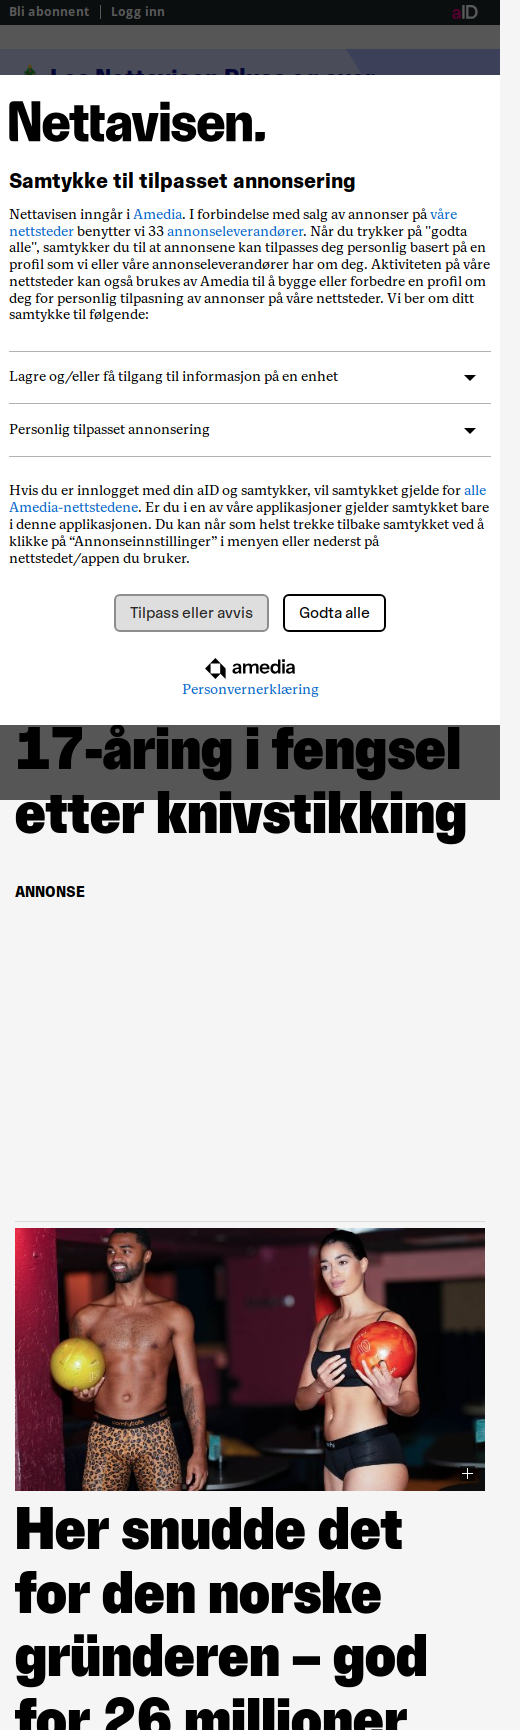 Bli abonnent | Logg inn
aID
Nettavisen.
Samtykke til tilpasset annonsering
Nettavisen inngår i Amedia. I forbindelse med salg av annonser på våre
nettsteder benytter vi 33 annonseleverandører. Når du trykker på "godta
alle", samtykker du til at annonsene kan tilpasses deg personlig basert på en
profil som vi eller våre annonseleverandører har om deg. Aktiviteten på våre
nettsteder kan også brukes av Amedia til å bygge eller forbedre en profil om
deg for personlig tilpasning av annonser på våre nettsteder. Vi ber om ditt
samtykke til følgende:
Lagre og/eller få tilgang til informasjon på en enhet
Personlig tilpasset annonsering
Hvis du er innlogget med din aID og samtykker, vil samtykket gjelde for alle
Amedia-nettstedene. Er du i en av våre applikasjoner gjelder samtykket bare
i denne applikasjonen. Du kan når som helst trekke tilbake samtykket ved å
klikke på “Annonseinnstillinger” i menyen eller nederst på
nettstedet/appen du bruker.
Tilpass eller avvis
Godta alle
amedia
Personvernerklæring
17-åring i fengsel
etter knivstikking
ANNONSE
comfyballs
Her snudde det
for den norske
gründeren – god
for 26 millioner